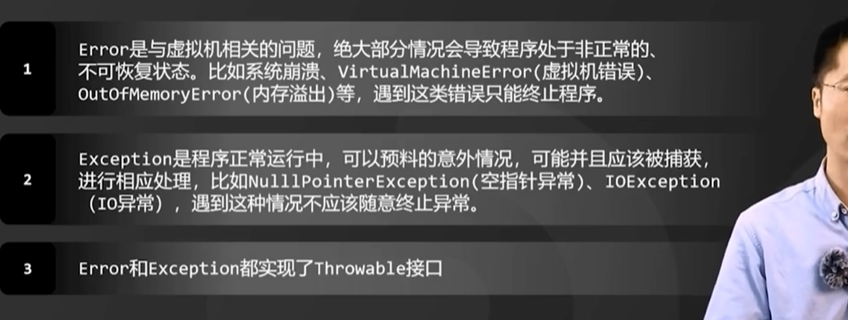 1
Error是与虚拟机相关的问题，绝大部分情况会导致程序处于非正常的、
不可恢复状态。比如系统崩溃、VirtualMachineError(虚拟机错误)、
OutOfMemoryError(内存溢出)等，遇到这类错误只能终止程序。
2
Exception是程序正常运行中，可以预料的意外情况，可能并且应该被捕获，
进行相应处理，比如NulllPointerException(空指针异常)、IOException
（IO异常）,遇到这种情况不应该随意终止异常。
3
Error和Exception都实现了Throwable接口